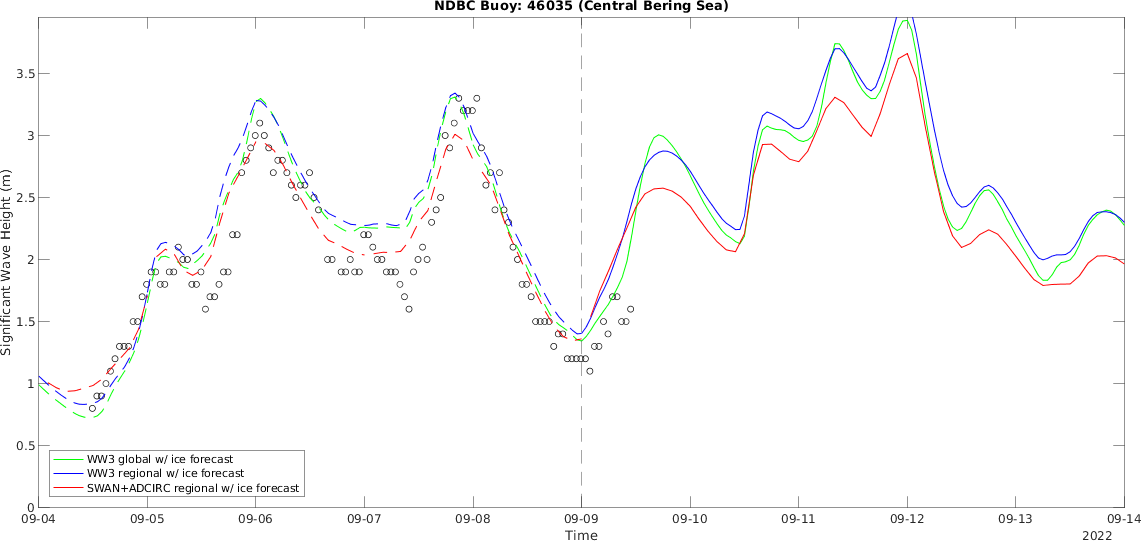 NDBC Buoy: 46035 (Central Bering Sea)
Significant Wave Height (m)
3.5
3
2.5
2
1.5
1
0.5
0
WW3 global w/ ice forecast
WW3 regional w/ ice forecast
SWAN+ADCIRC regional w/ ice forecast
09-04 09-05 09-06 09-07 09-08 09-09 09-10 09-11 09-12 09-13 09-14
Time
2022